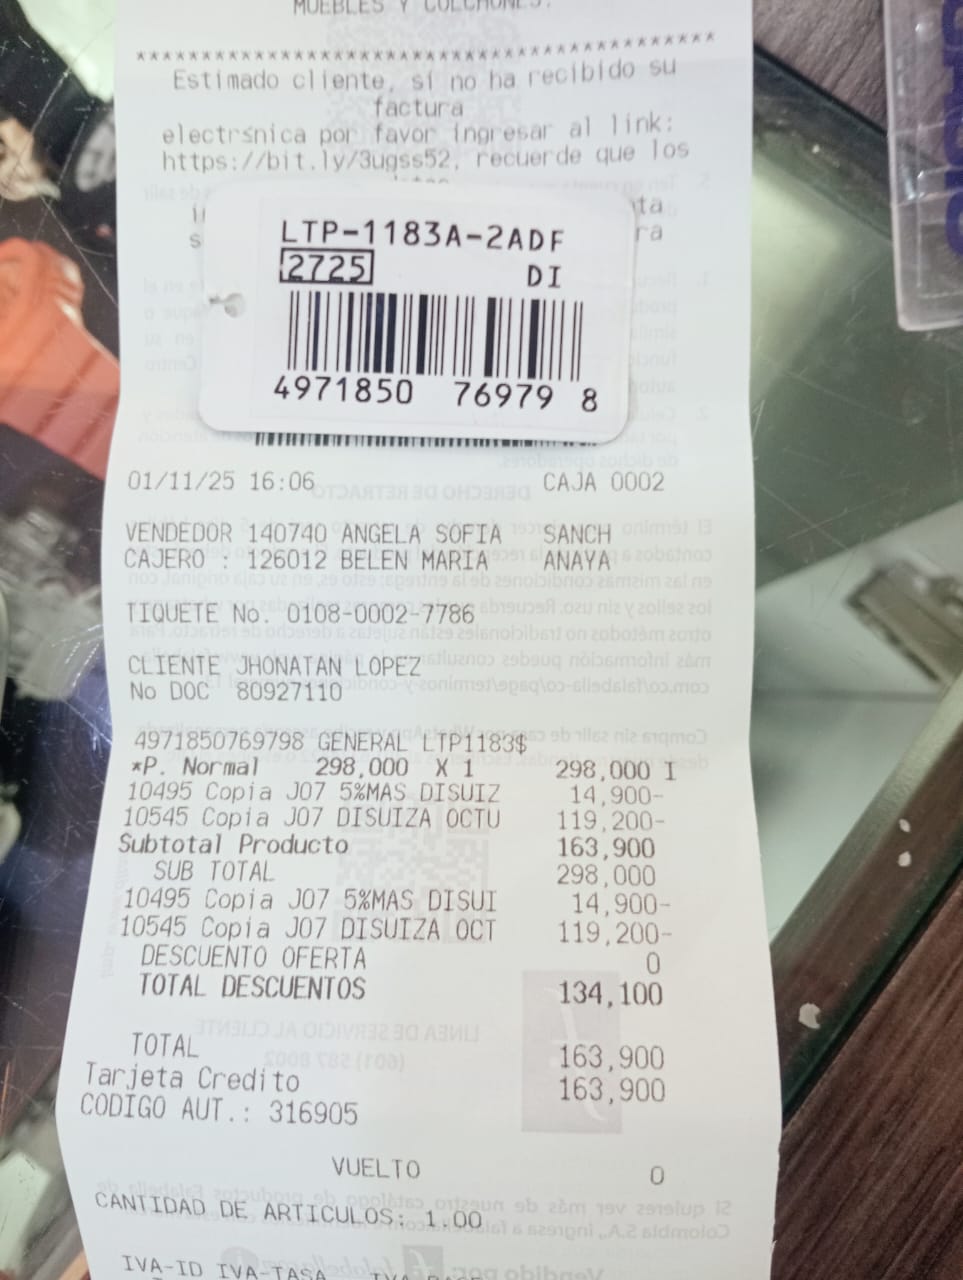 MUEBLES Y COLCHONES.
****************************************
Estimado cliente, si no ha recibido su
factura
electrsnica por favor ingresar al link:
https://bit.ly/3ugss52, recuerde que los
LTP-1183A-2ADF
2725 DI
4971850 76979 8
01/11/25 16:06 CAJA 0002
VENDEDOR 140740 ANGELA SOFIA SANCH
CAJERO : 126012 BELEN MARIA ANAYA
TIQUETE No. 0108-0002-7786
CLIENTE JHONATAN LOPEZ
No DOC 80927110
4971850769798 GENERAL LTP1183$
*P. Normal 298,000 X 1 298,000 I
10495 Copia J07 5%MAS DISUIZ 14,900-
10545 Copia J07 DISUIZA OCTU 119,200-
Subtotal Producto 163,900
SUB TOTAL 298,000
10495 Copia J07 5%MAS DISUI 14,900-
10545 Copia J07 DISUIZA OCT 119,200-
DESCUENTO OFERTA 0
TOTAL DESCUENTOS 134,100
TOTAL 163,900
Tarjeta Credito 163,900
CODIGO AUT.: 316905
VUELTO 0
CANTIDAD DE ARTICULOS: 1.00
IVA-ID IVA-TASA